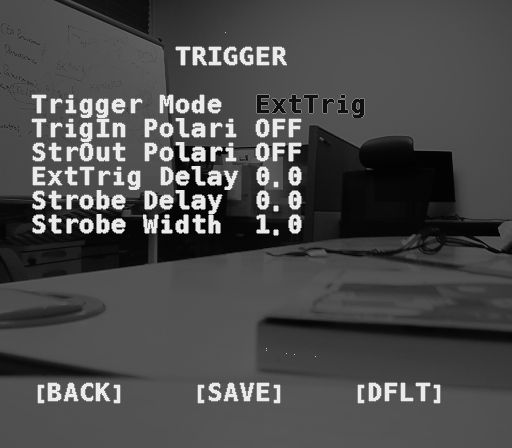 TRIGGER
Trigger Mode ExtTrig
TrigIn Polari OFF
StrOut Polari OFF
ExtTrig Delay 0.0
Strobe Delay 0.0
Strobe Width 1.0
[BACK] [SAVE] [DFLT]